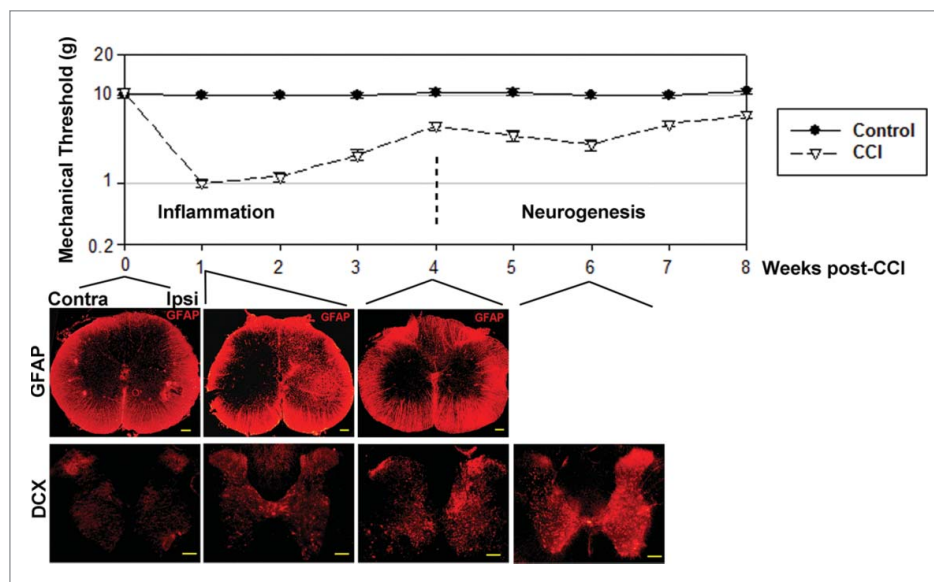 Mechanical Threshold (g)
20
10
1
0.2
Inflammation
Neurogenesis
Control
CCI
0 1 2 3 4 5 6 7 8 Weeks post-CCI
Contra Ipsi
GFAP
GFAP GFAP GFAP
DCX